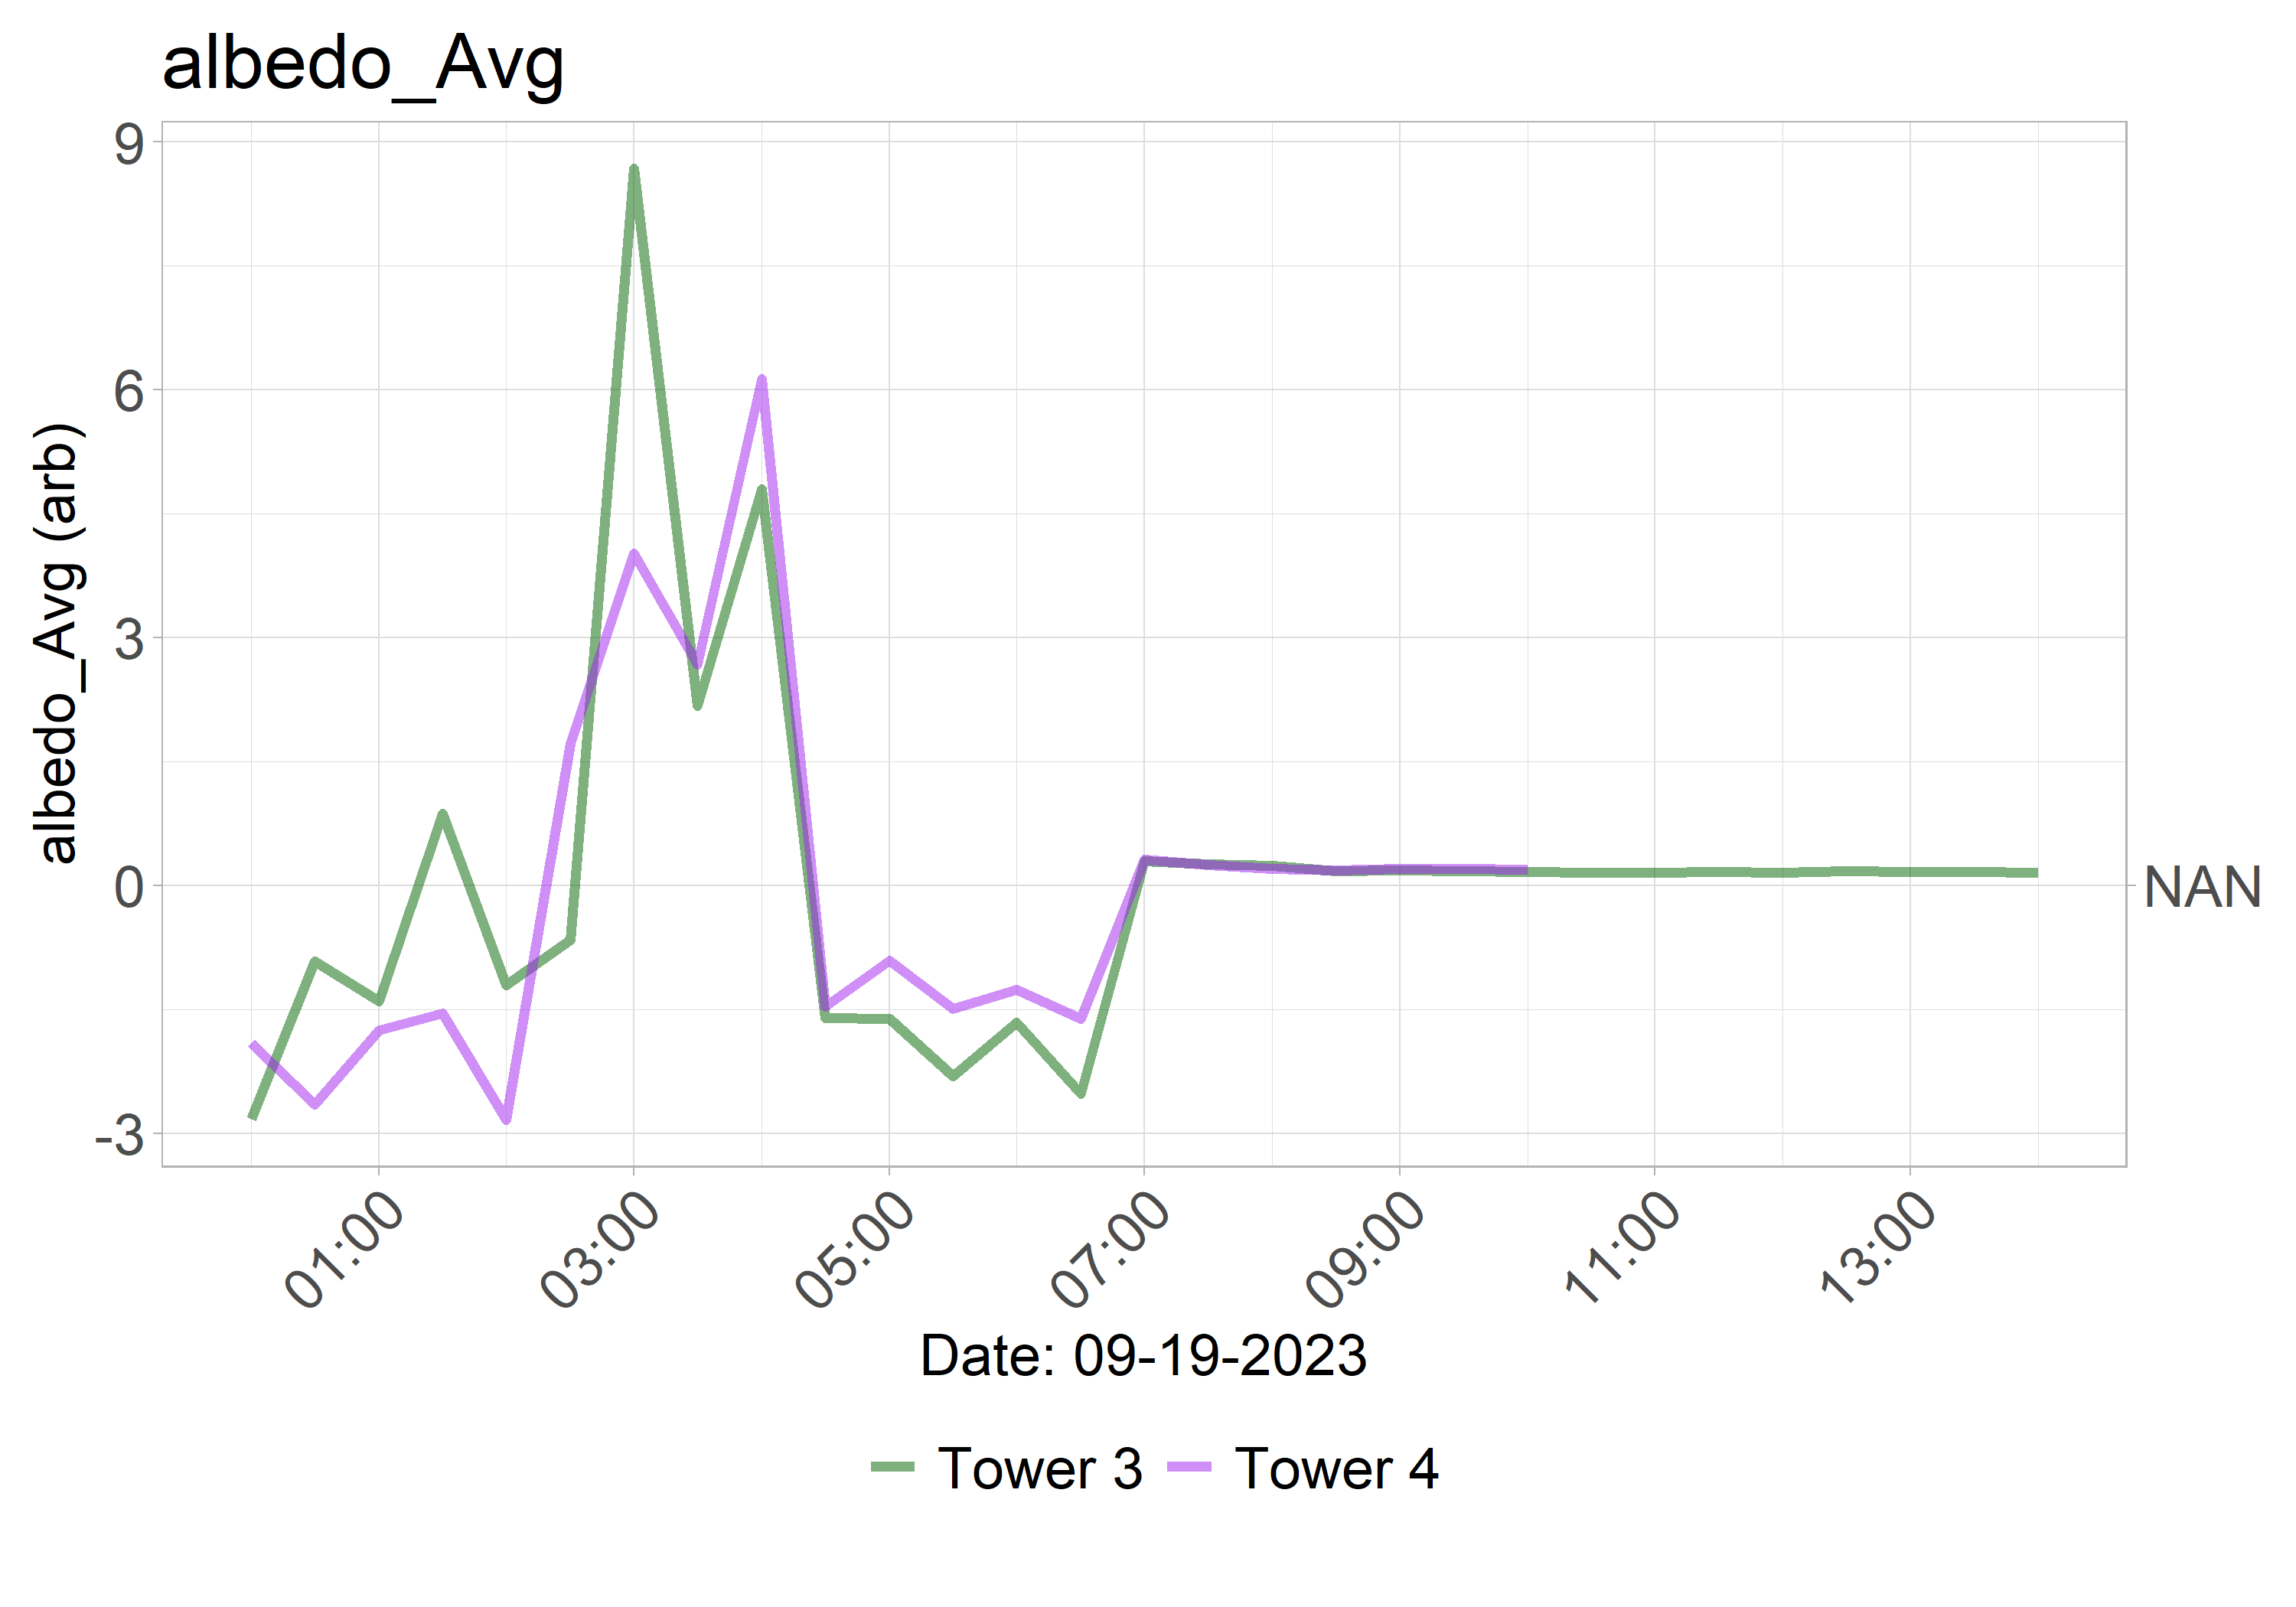 albedo_Avg
albedo_Avg (arb)
9
6
3
0
-3
NAN
01:00
03:00
05:00
07:00
09:00
11:00
13:00
Date: 09-19-2023
Tower 3
Tower 4